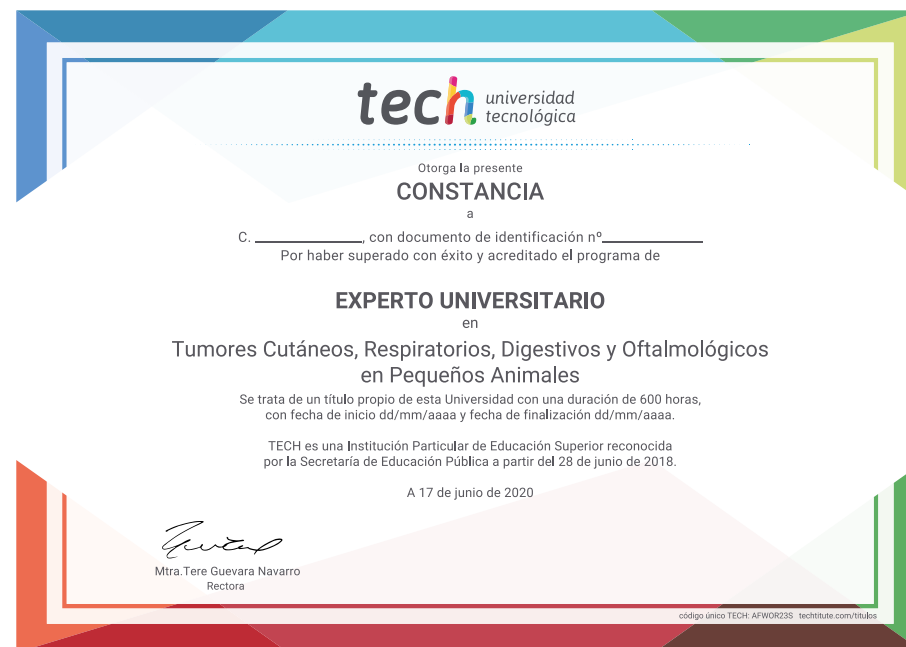 tech universidad
tecnológica
Otorga la presente
CONSTANCIA
a
C. ____________, con documento de identificación nº____________
Por haber superado con éxito y acreditado el programa de
EXPERTO UNIVERSITARIO
en
Tumores Cutáneos, Respiratorios, Digestivos y Oftalmológicos
en Pequeños Animales
Se trata de un título propio de esta Universidad con una duración de 600 horas,
con fecha de inicio dd/mm/aaaa y fecha de finalización dd/mm/aaaa.
TECH es una Institución Particular de Educación Superior reconocida
por la Secretaría de Educación Pública a partir del 28 de junio de 2018.
A 17 de junio de 2020
Mtra.Tere Guevara Navarro
Rectora
código único TECH: AFWOR23S techtitute.com/titulos